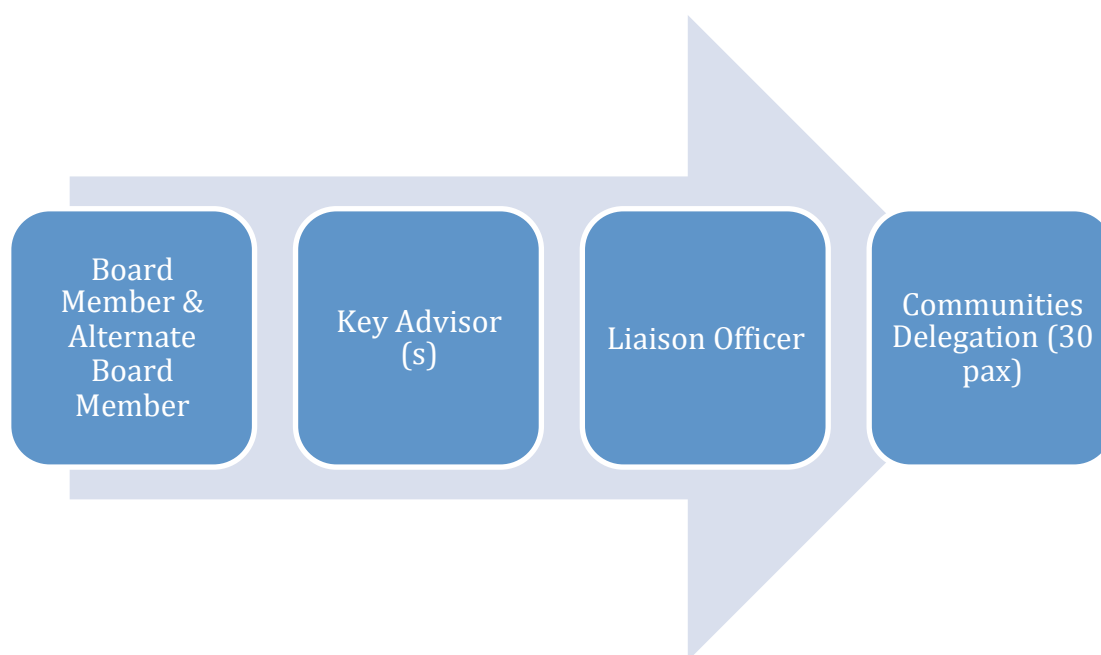 Board
Member &
Alternate
Board
Member
Key Advisor
(s)
Liaison Officer
Communities
Delegation (30
pax)